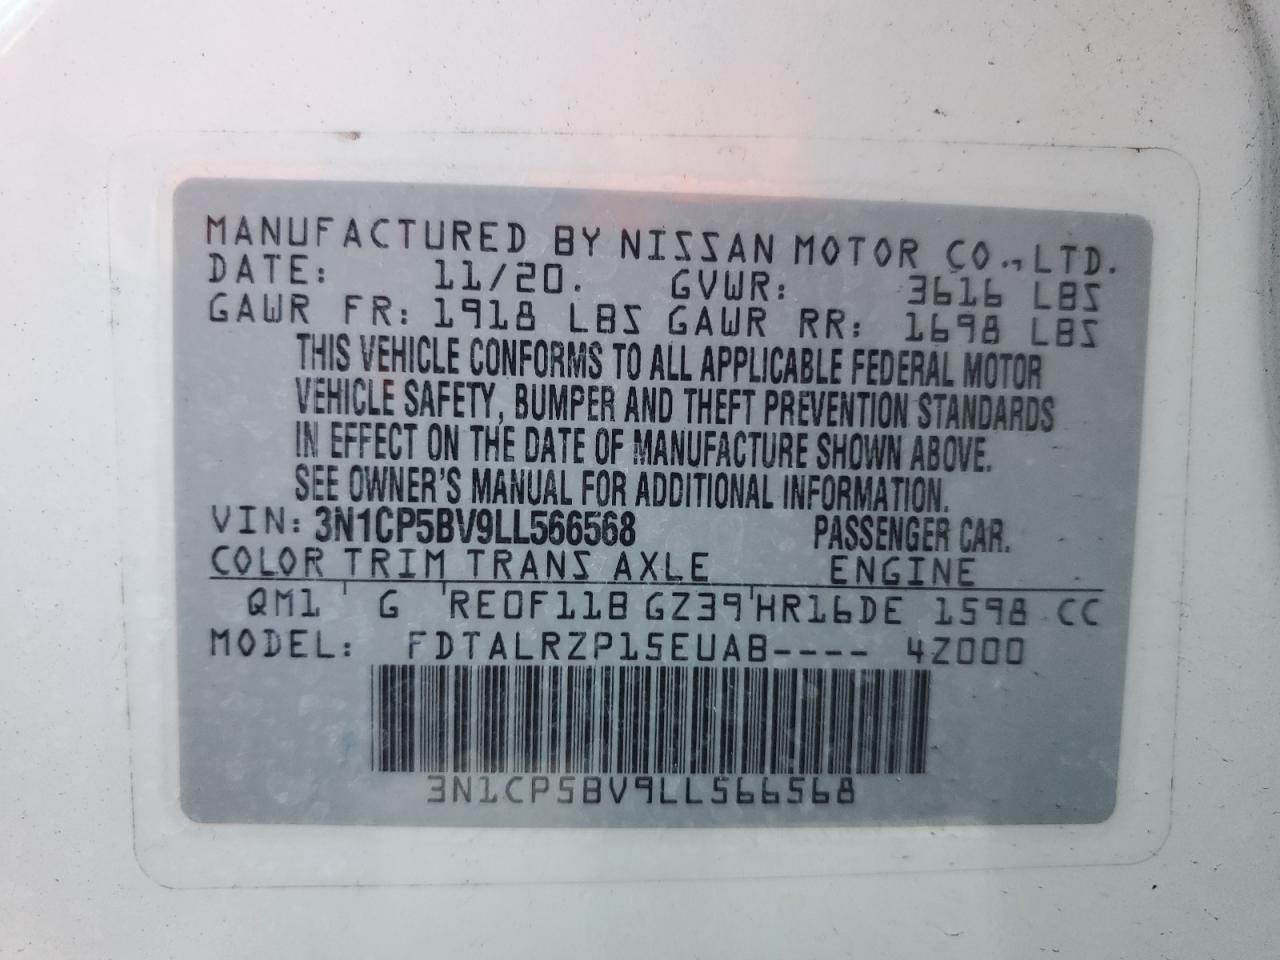 MANUFACTURED BY NISSAN MOTOR CO., LTD.
DATE: 11/20. GVWR: 3616 LBS
GAWR FR: 1918 LBS GAWR RR: 1698 LBS
THIS VEHICLE CONFORMS TO ALL APPLICABLE FEDERAL MOTOR
VEHICLE SAFETY, BUMPER AND THEFT PREVENTION STANDARDS
IN EFFECT ON THE DATE OF MANUFACTURE SHOWN ABOVE.
SEE OWNER'S MANUAL FOR ADDITIONAL INFORMATION.
VIN: 3N1CP5BV9LL566568 PASSENGER CAR.
COLOR TRIM TRANS AXLE ENGINE
QM1 G RE0F11B GZ39 HR16DE 1598 CC
MODEL: FDTALRZP15EUAB---- 4Z000
3N1CP5BV9LL566568